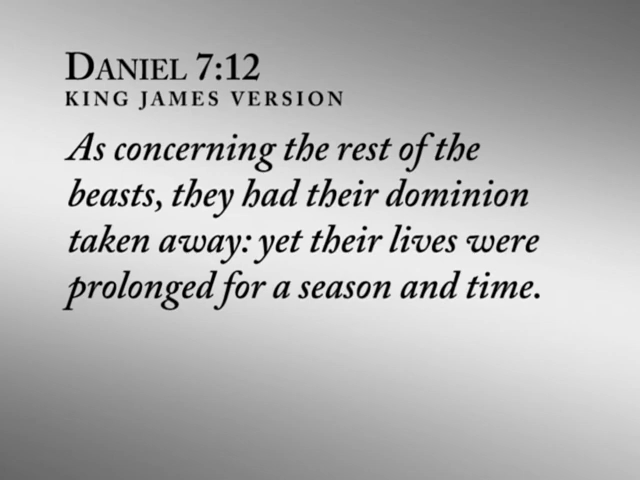 DANIEL 7:12
KING JAMES VERSION
As concerning the rest of the
beasts, they had their dominion
taken away: yet their lives were
prolonged for a season and time.